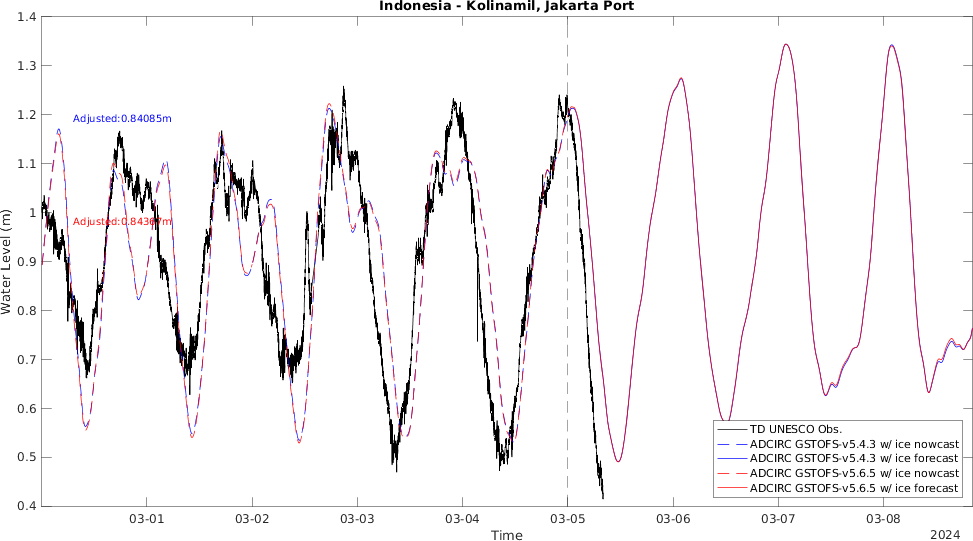 Indonesia - Kolinamil, Jakarta Port
1.4
1.3
1.2
1.1
1
0.9
0.8
0.7
0.6
0.5
0.4
Water Level (m)
Adjusted:0.84085m
TD UNESCO Obs.
ADCIRC GSTOFS-v5.4.3 w/ ice nowcast
ADCIRC GSTOFS-v5.4.3 w/ ice forecast
ADCIRC GSTOFS-v5.6.5 w/ ice nowcast
ADCIRC GSTOFS-v5.6.5 w/ ice forecast
03-01 03-02 03-03 03-04 03-05 03-06 03-07 03-08
Time
2024